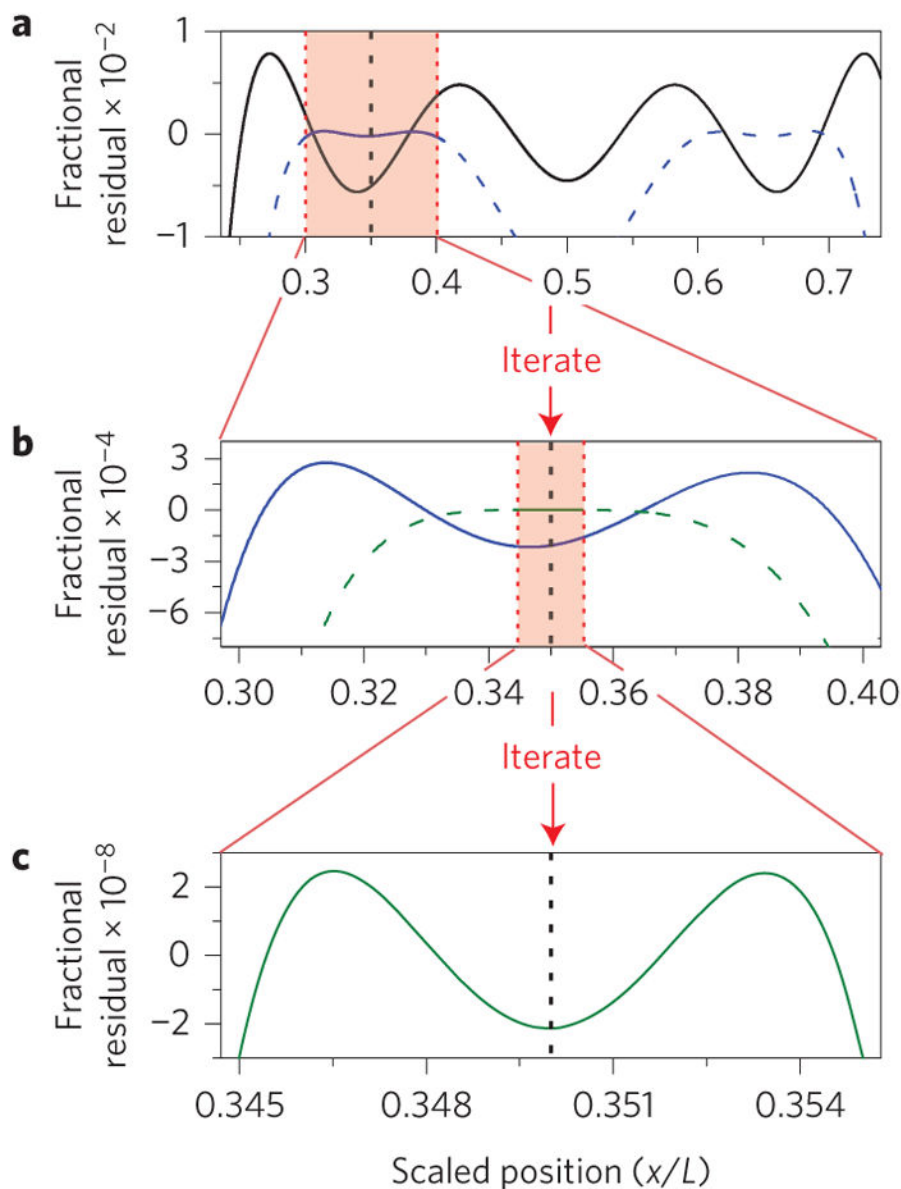 a
Fractional
residual × 10⁻²
1
0
−1
0.3 0.4 0.5 0.6 0.7
Iterate
b
Fractional
residual × 10⁻⁴
3
0
−3
−6
0.30 0.32 0.34 0.36 0.38 0.40
Iterate
c
Fractional
residual × 10⁻⁸
2
0
−2
0.345 0.348 0.351 0.354
Scaled position (x/L)